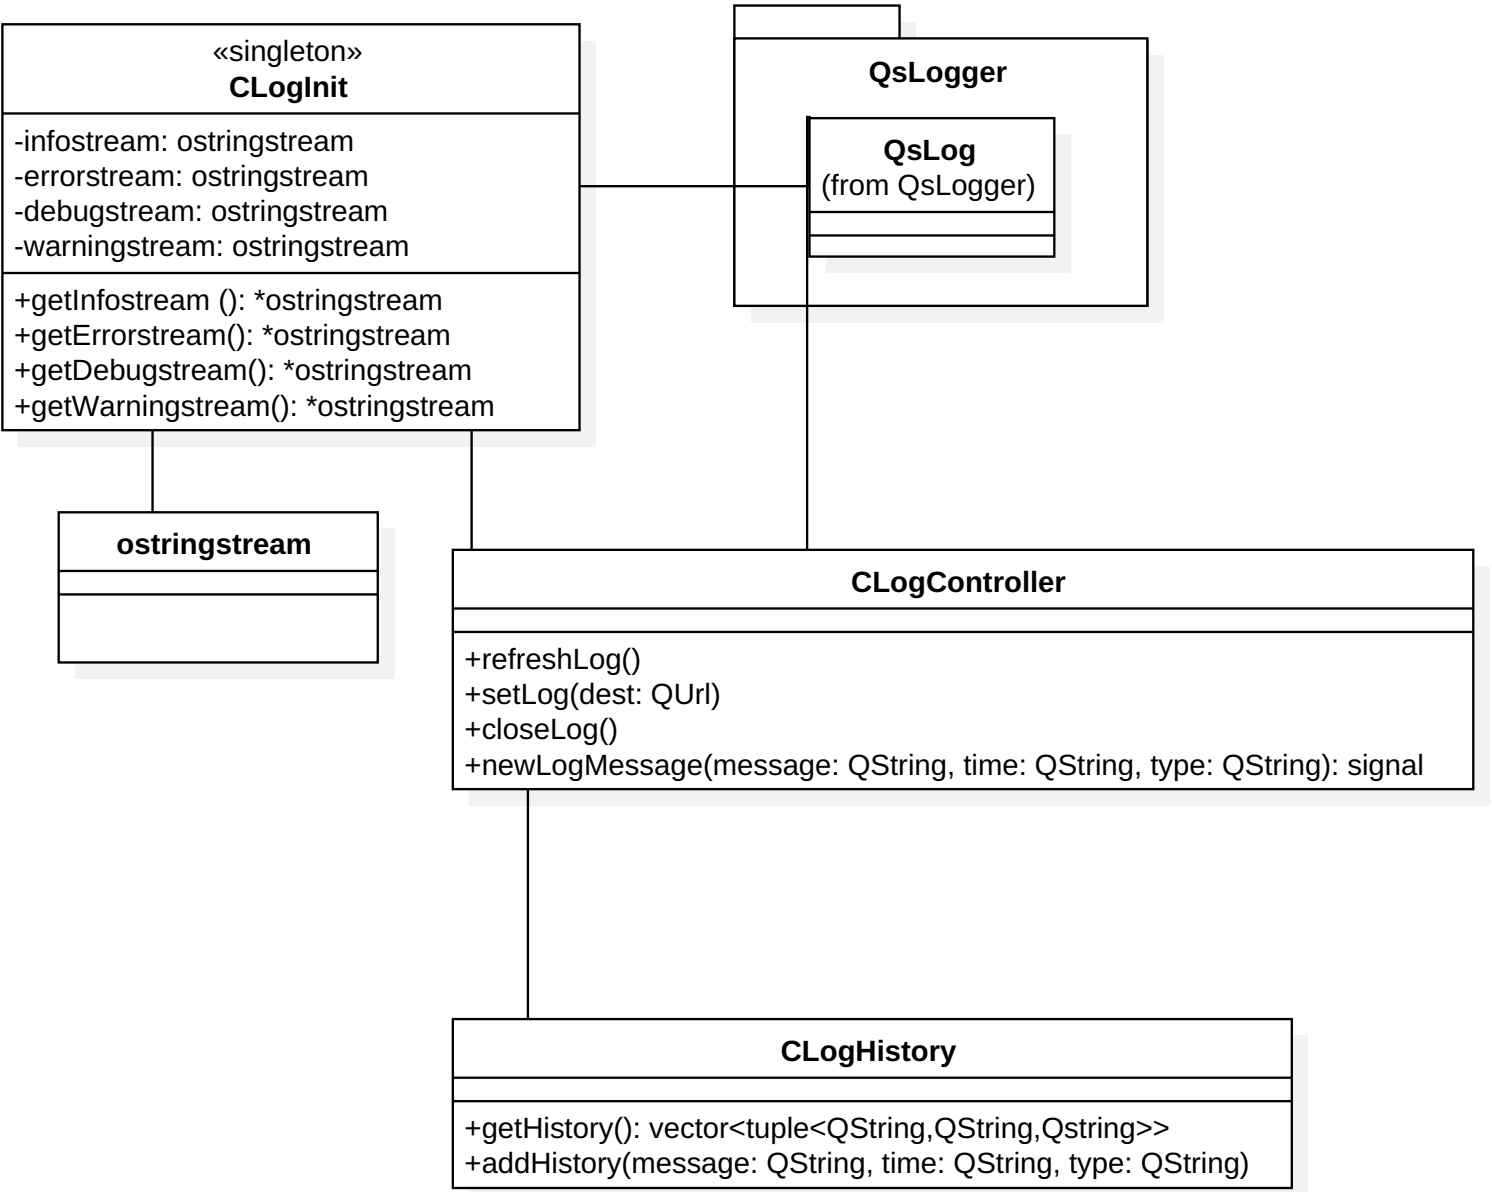 «singleton»
CLogInit
-infostream: ostringstream
-errorstream: ostringstream
-debugstream: ostringstream
-warningstream: ostringstream
+getInfostream (): *ostringstream
+getErrorstream(): *ostringstream
+getDebugstream(): *ostringstream
+getWarningstream(): *ostringstream
QsLogger
QsLog
(from QsLogger)
ostringstream
CLogController
+refreshLog()
+setLog(dest: QUrl)
+closeLog()
+newLogMessage(message: QString, time: QString, type: QString): signal
CLogHistory
+getHistory(): vector<tuple<QString,QString,Qstring>>
+addHistory(message: QString, time: QString, type: QString)